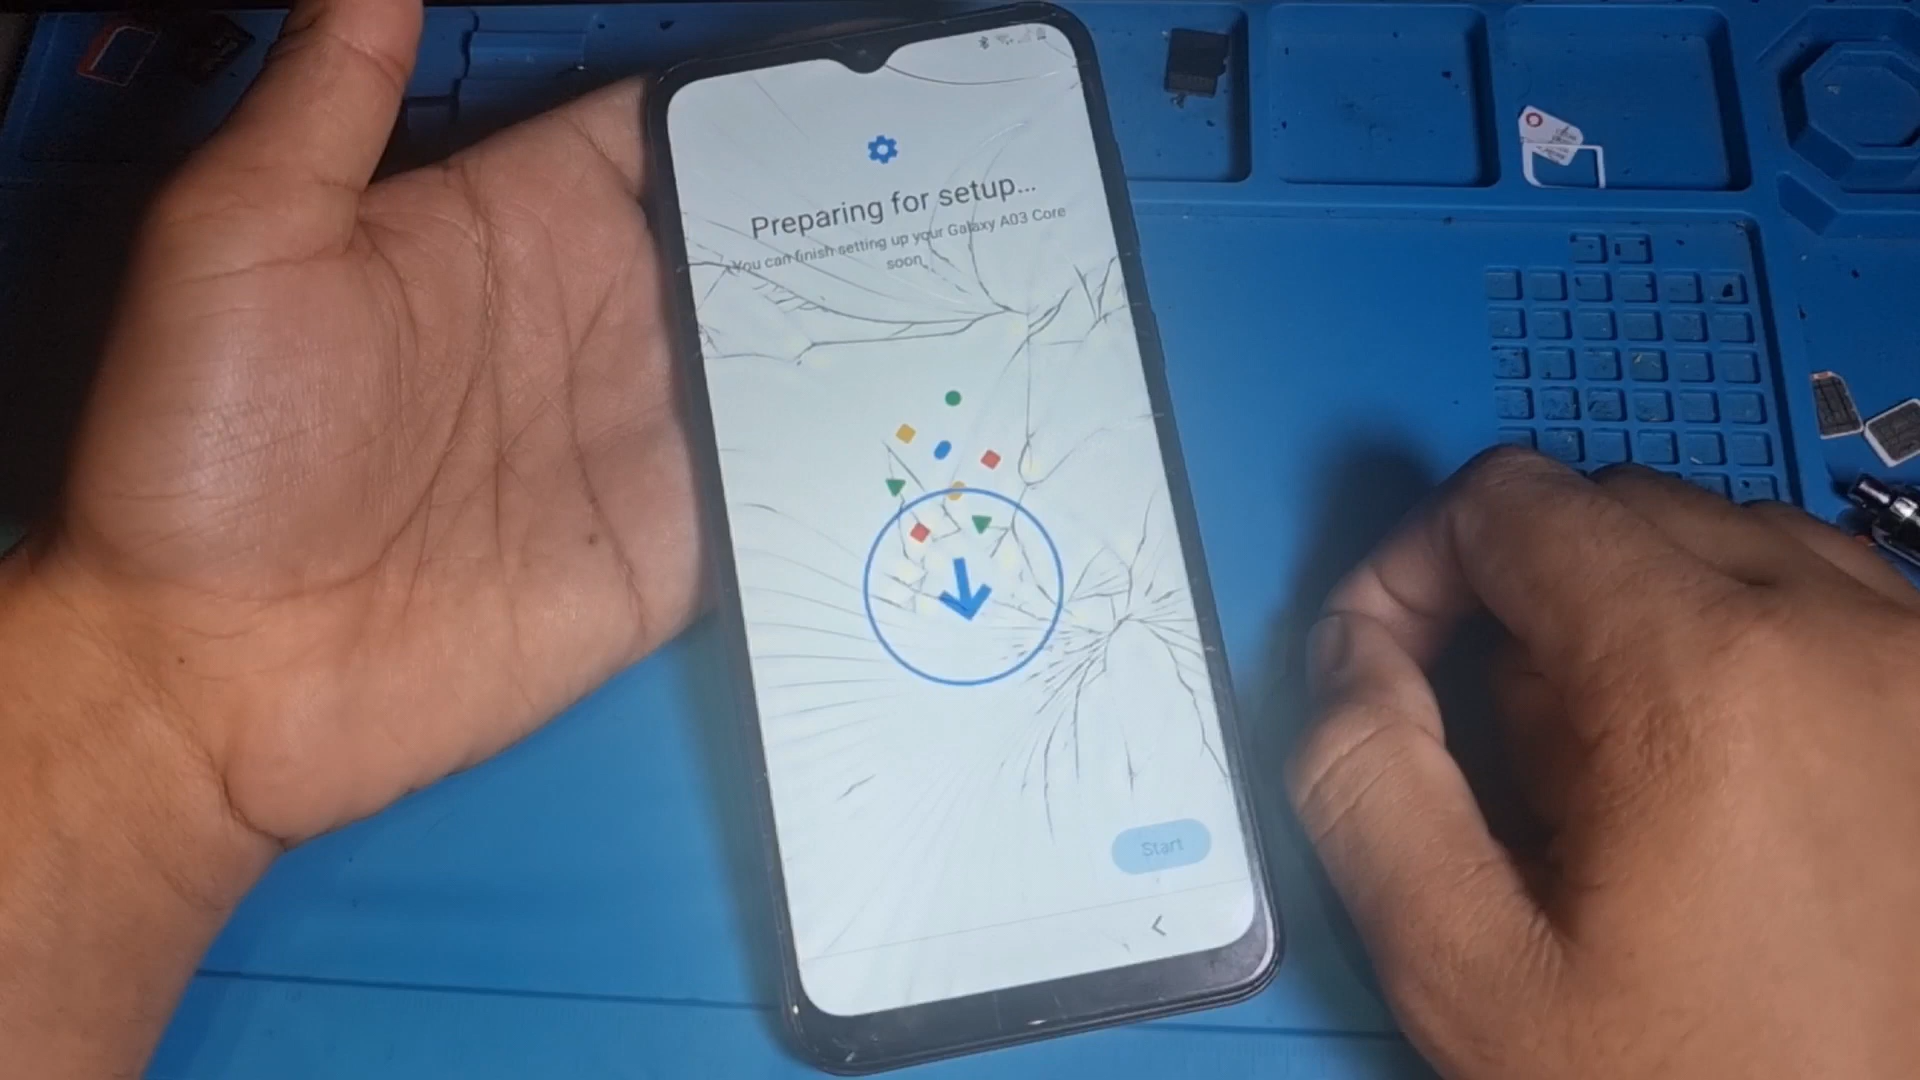 Preparing for setup...
You can finish setting up your Galaxy A03 Core
soon.
Start